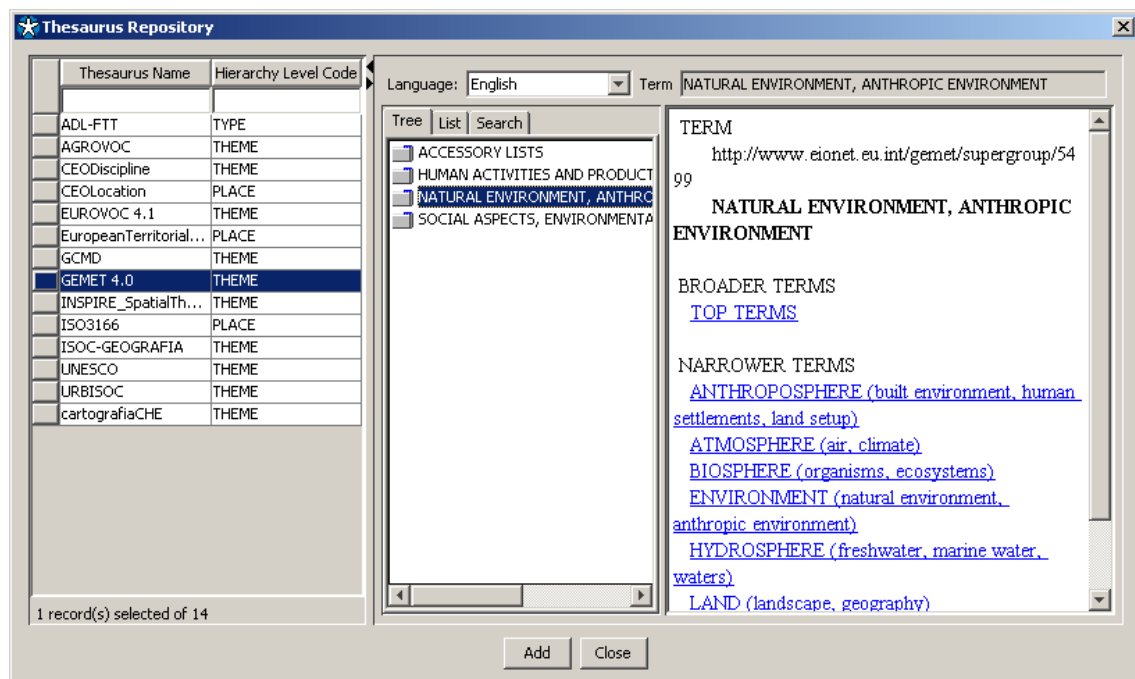 Thesaurus Repository
Thesaurus Name Hierarchy Level Code
ADL-FTT TYPE
AGROVOC THEME
CEODiscipline THEME
CEOLocation PLACE
EUROVOC 4.1 THEME
EuropeanTerritorial... PLACE
GCMD THEME
GEMET 4.0 THEME
INSPIRE_SpatialTh... THEME
ISO3166 PLACE
ISOC-GEOGRAFIA THEME
UNESCO THEME
URBISOC THEME
cartografiaCHE THEME
1 record(s) selected of 14
Language: English Term NATURAL ENVIRONMENT, ANTHROPIC ENVIRONMENT
Tree List Search
ACCESSORY LISTS
HUMAN ACTIVITIES AND PRODUCT
NATURAL ENVIRONMENT, ANTHRO
SOCIAL ASPECTS, ENVIRONMENTA
TERM
http://www.eionet.eu.int/gemet/supergroup/54
99
NATURAL ENVIRONMENT, ANTHROPIC
ENVIRONMENT
BROADER TERMS
TOP TERMS
NARROWER TERMS
ANTHROPOSPHERE (built environment, human
settlements, land setup)
ATMOSPHERE (air, climate)
BIOSPHERE (organisms, ecosystems)
ENVIRONMENT (natural environment,
anthropic environment)
HYDROSPHERE (freshwater, marine water,
waters)
LAND (landscape, geography)
Add Close